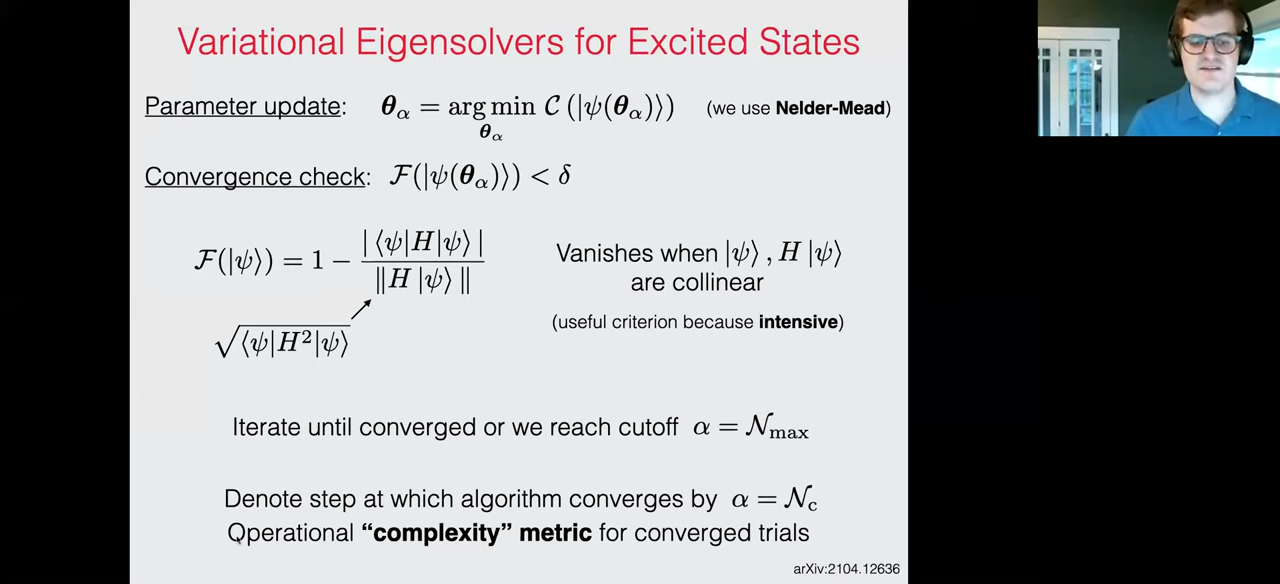 Variational Eigensolvers for Excited States
Parameter update: θ_α = arg min_{θ_α} C(|ψ(θ_α)⟩) (we use Nelder-Mead)
Convergence check: F(|ψ(θ_α)⟩) < δ
F(|ψ⟩) = 1 − |⟨ψ|H|ψ⟩| / ‖H|ψ⟩‖
√⟨ψ|H²|ψ⟩
Vanishes when |ψ⟩, H|ψ⟩
are collinear
(useful criterion because intensive)
Iterate until converged or we reach cutoff α = N_max
Denote step at which algorithm converges by α = N_c
Operational “complexity” metric for converged trials
arXiv:2104.12636